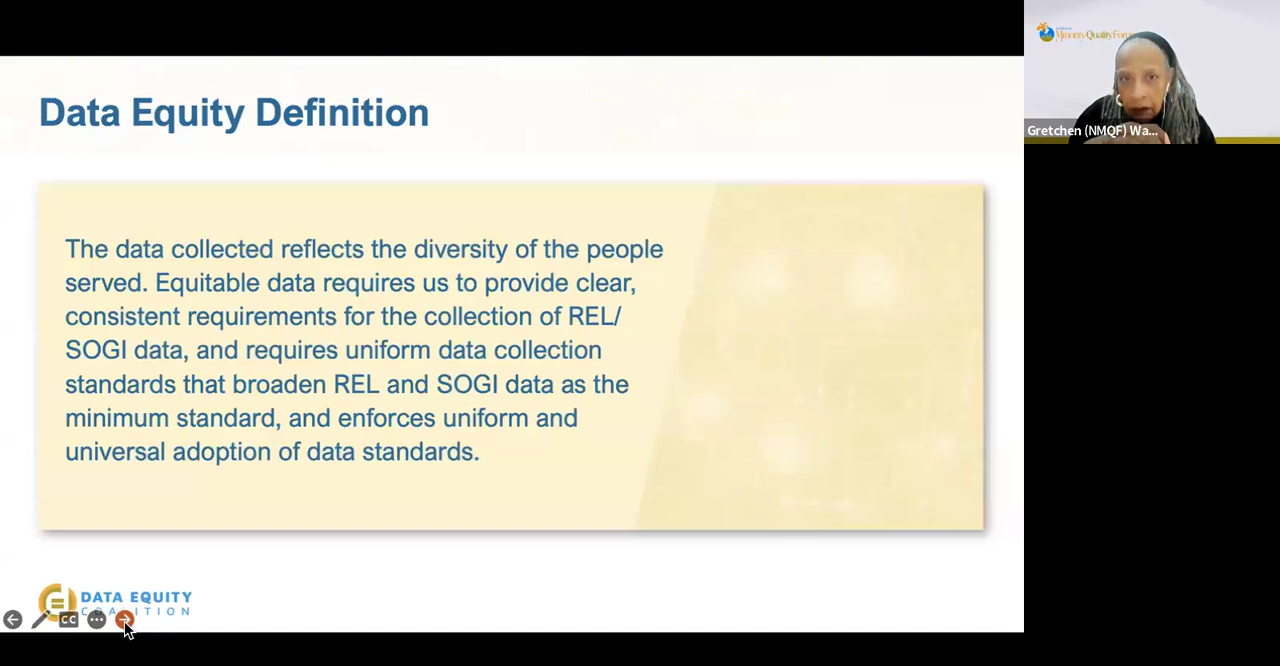 Data Equity Definition
The data collected reflects the diversity of the people
served. Equitable data requires us to provide clear,
consistent requirements for the collection of REL/
SOGI data, and requires uniform data collection
standards that broaden REL and SOGI data as the
minimum standard, and enforces uniform and
universal adoption of data standards.
DATA EQUITY
COALITION
CC
Minority Quality Forum
Gretchen (NMQF) Wa...